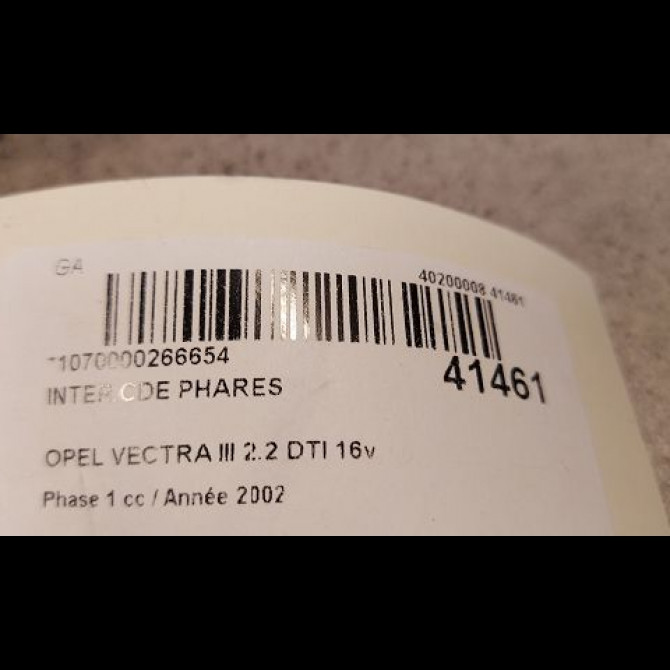 GA
40200008 41461
*1070000266654
41461
INTER.CDE PHARES
OPEL VECTRA III 2.2 DTI 16v
Phase 1 cc / Année 2002